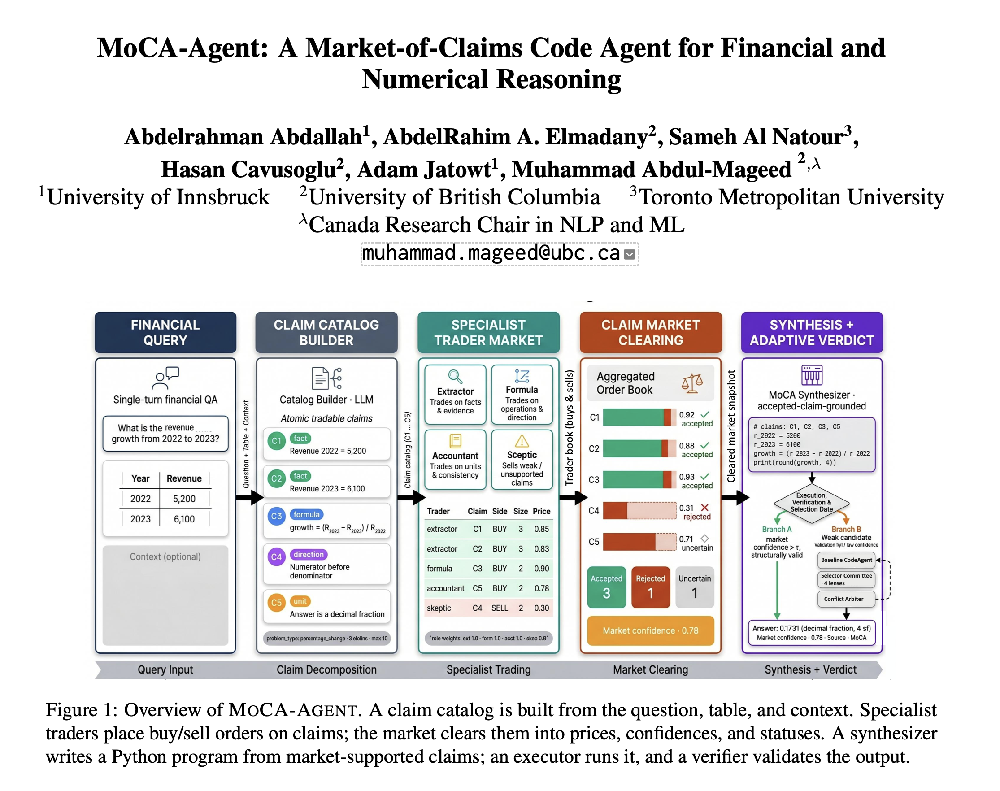 MoCA-Agent: A Market-of-Claims Code Agent for Financial and
Numerical Reasoning
Abdelrahman Abdallah1, AbdelRahim A. Elmadany2, Sameh Al Natour3,
Hasan Cavusoglu2, Adam Jatowt1, Muhammad Abdul-Mageed 2,λ
1University of Innsbruck 2University of British Columbia 3Toronto Metropolitan University
λCanada Research Chair in NLP and ML
muhammad.mageed@ubc.ca
FINANCIAL
QUERY
Single-turn financial QA
What is the revenue
growth from 2022 to 2023?
Year Revenue
2022 5,200
2023 6,100
Context (optional)
Question + Table + Context
CLAIM CATALOG
BUILDER
Catalog Builder · LLM
Atomic tradable claims
C1 fact
Revenue 2022 = 5,200
C2 fact
Revenue 2023 = 6,100
C3 formula
growth = (R2023 – R2023) / R2022
C4 direction
Numerator before
denominator
C5 unit
Answer is a decimal fraction
problem_type: percentage_change · 3 elolins · max 10
Claim catalog (C1 ... C5)
SPECIALIST
TRADER MARKET
Extractor
Trades on facts
& evidence
Formula
Trades on
operations &
direction
Accountant
Trades on units
& consistency
Sceptic
Sells weak /
unsupported
claims
Trader Claim Side Size Price
extractor C1 BUY 3 0.85
extractor C2 BUY 3 0.83
formula C3 BUY 2 0.90
accountant C5 BUY 2 0.78
skeptic C4 SELL 2 0.30
'role weights: ext 1.0 · form 1.0 · acct 1.0 · skep 0.8'
Trader book (buys & sells)
CLAIM MARKET
CLEARING
Aggregated
Order Book
C1 0.92
accepted
C2 0.88
accepted
C3 0.93
accepted
C4 0.31
rejected
C5 0.71
uncertain
Accepted
3
Rejected
1
Uncertain
1
Market confidence · 0.78
Cleared market snapshot
SYNTHESIS +
ADAPTIVE VERDICT
MoCA Synthesizer ·
accepted-claim-grounded
# claims: C1, C2, C3, C5
r_2022 = 5200
r_2023 = 6100
growth = (r_2823 - r_2022) / r_2022
print(round(growth, 4))
Execution,
Verification &
Selection Date
Branch A
market
confidence > τ,
structurally valid
Branch B
Weak candidate
Validation fyl / law confidence
Baseline CodeAgent
Selector Committee
· 4 lenses
Conflict Arbiter
Answer: 0.1731 (decimal fraction, 4 sf)
Market confidence · 0.78 · Source · MoCA
Query Input
Claim Decomposition
Specialist Trading
Market Clearing
Synthesis + Verdict
Figure 1: Overview of MOCA-AGENT. A claim catalog is built from the question, table, and context. Specialist
traders place buy/sell orders on claims; the market clears them into prices, confidences, and statuses. A synthesizer
writes a Python program from market-supported claims; an executor runs it, and a verifier validates the output.